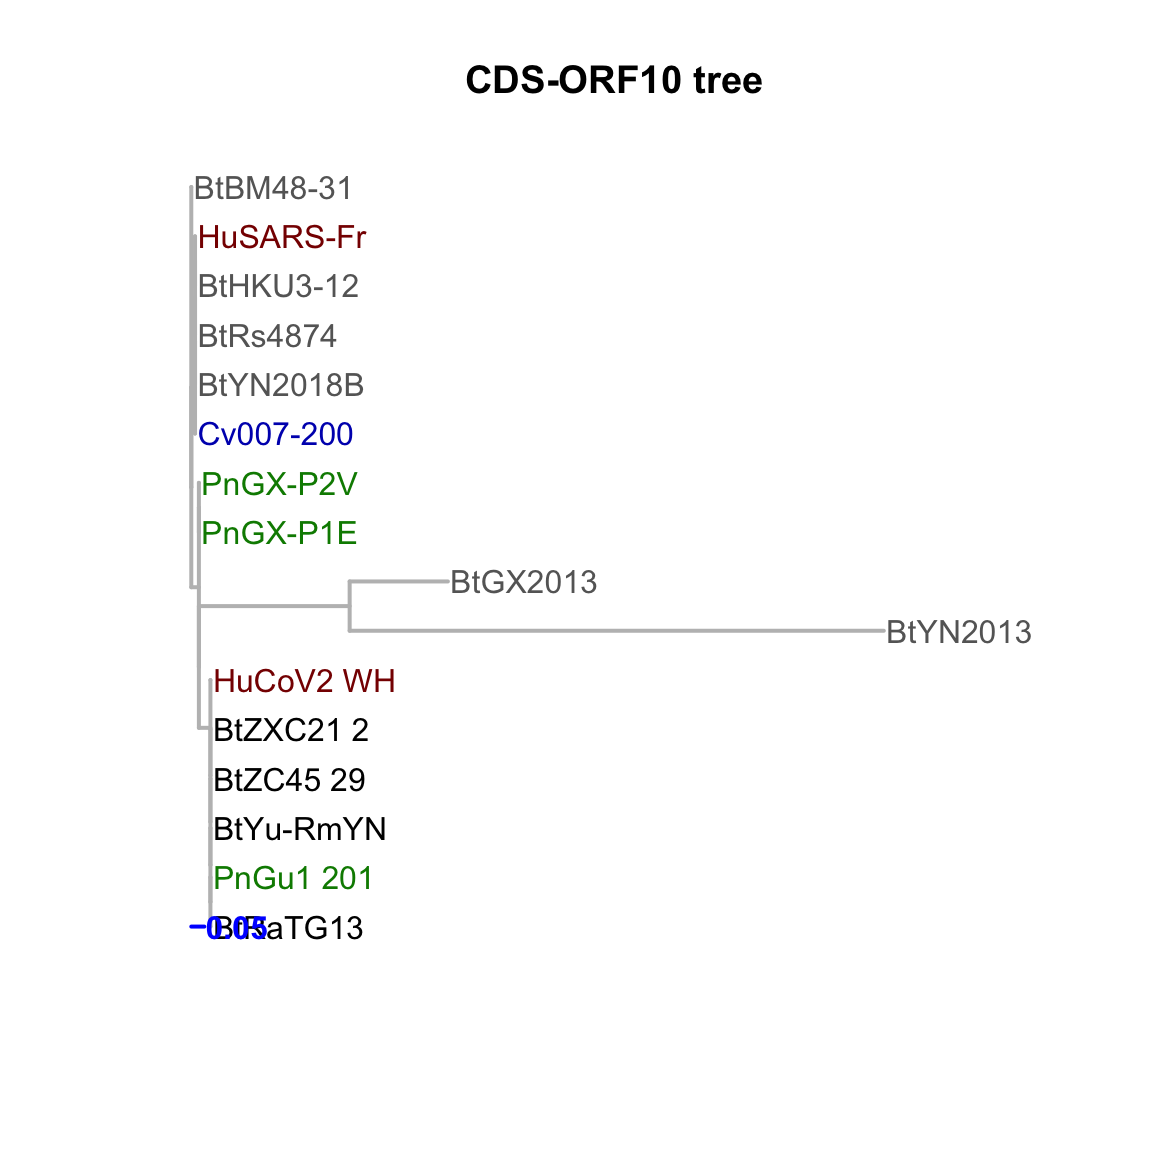 CDS-ORF10 tree
BtBM48-31
HuSARS-Fr
BtHKU3-12
BtRs4874
BtYN2018B
Cv007-200
PnGX-P2V
PnGX-P1E
BtGX2013
BtYN2013
HuCoV2 WH
BtZXC21 2
BtZC45 29
BtYu-RmYN
PnGu1 201
BtRaTG13
0.05